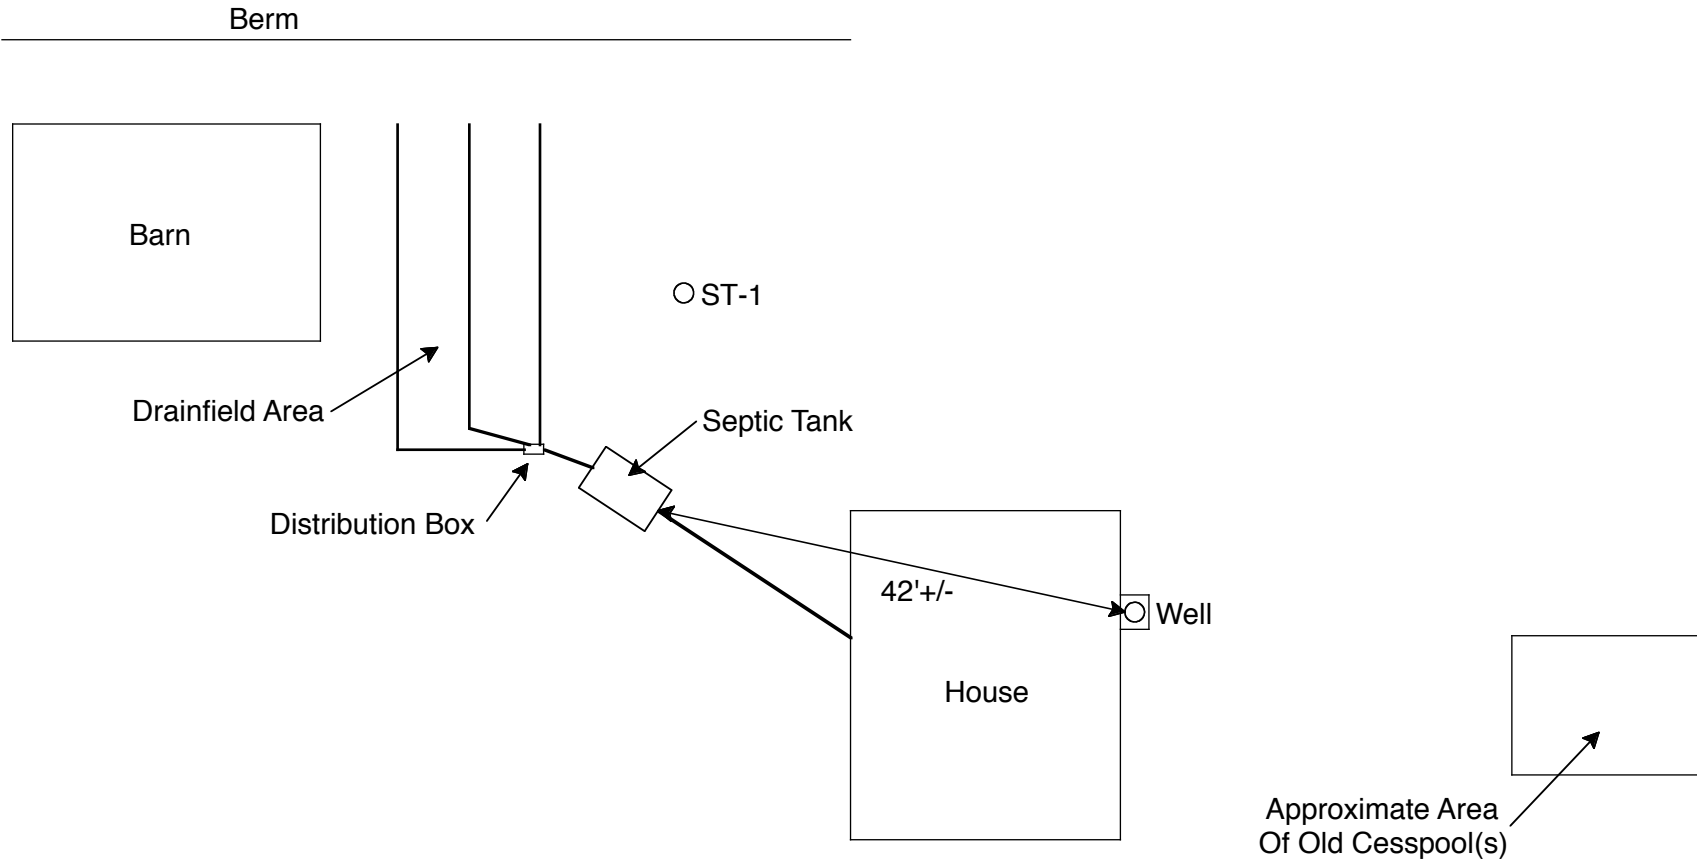 Berm
Barn
ST-1
Drainfield Area
Septic Tank
Distribution Box
42'+/-
Well
House
Approximate Area
Of Old Cesspool(s)